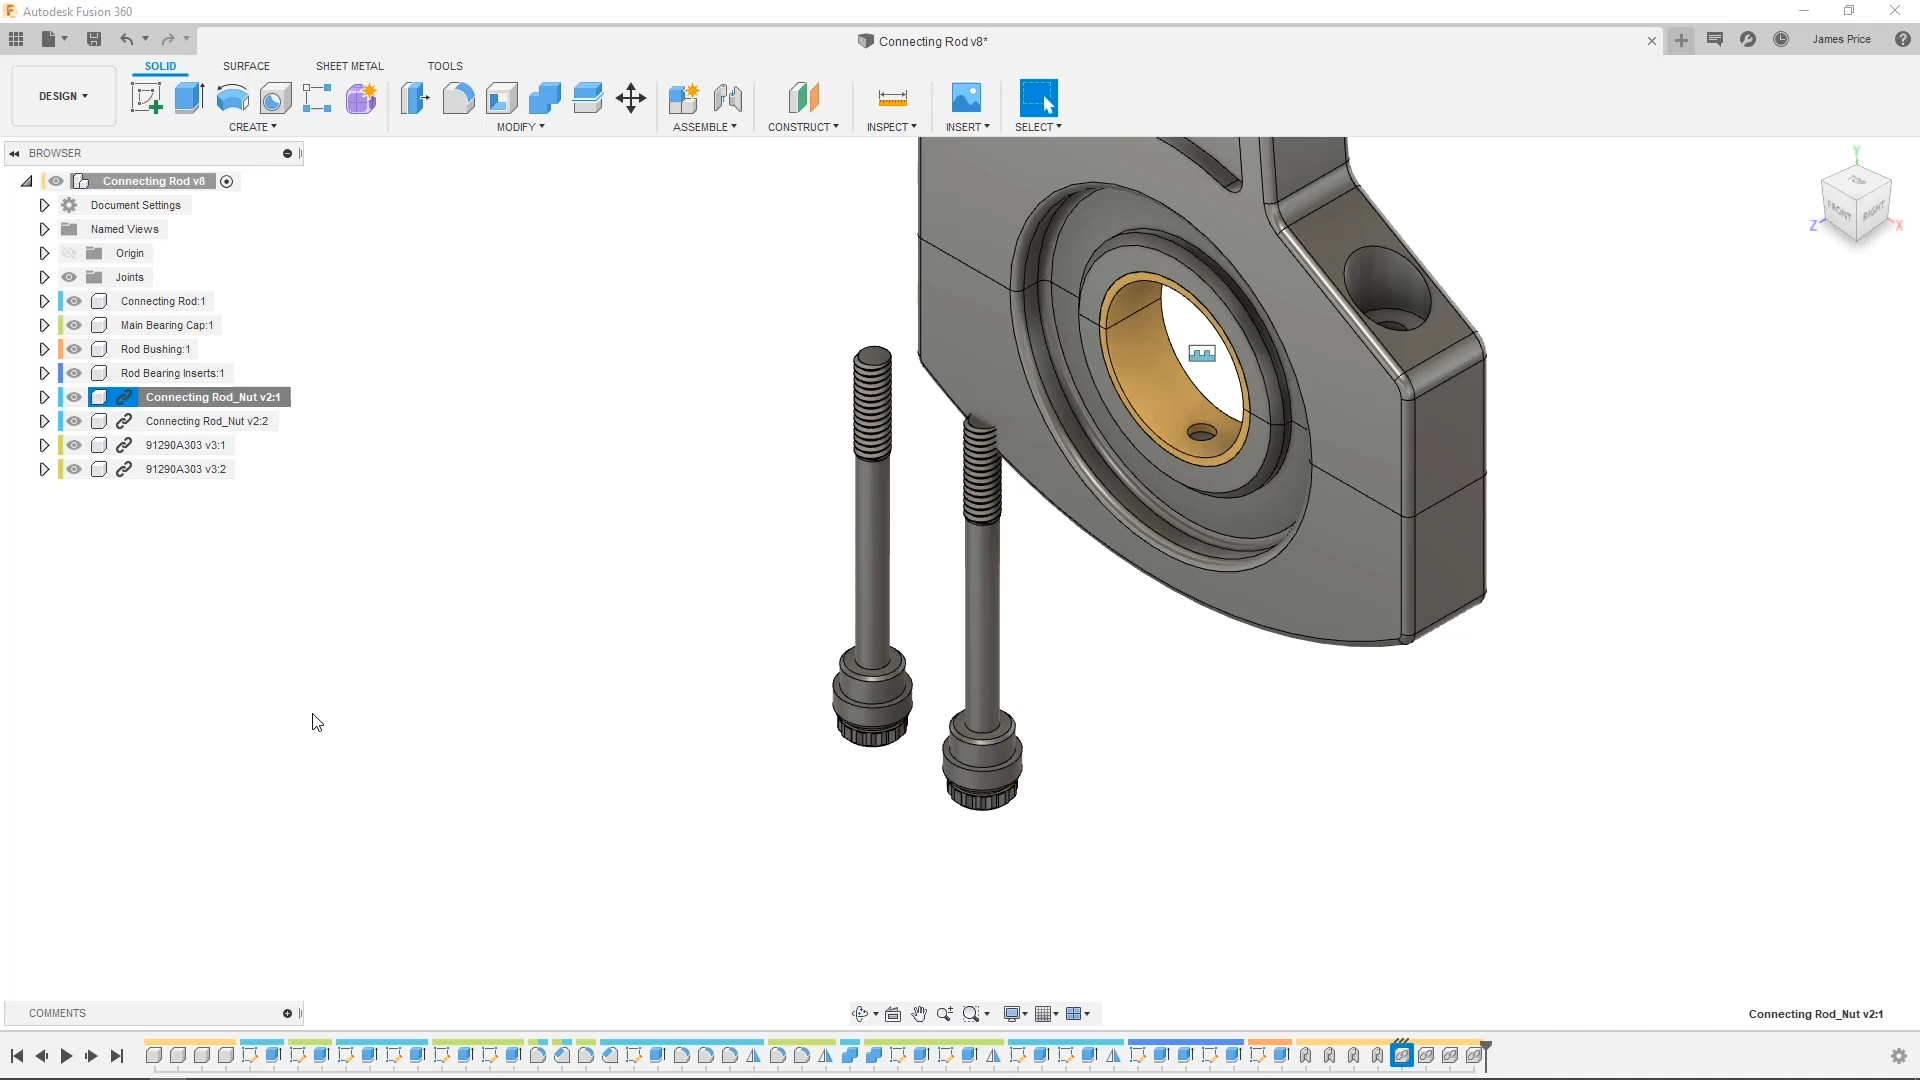 Autodesk Fusion 360
Connecting Rod v8*
James Price
DESIGN
SOLID
SURFACE
SHEET METAL
TOOLS
CREATE
MODIFY
ASSEMBLE
CONSTRUCT
INSPECT
INSERT
SELECT
BROWSER
Connecting Rod v8
Document Settings
Named Views
Origin
Joints
Connecting Rod:1
Main Bearing Cap:1
Rod Bushing:1
Rod Bearing Inserts:1
Connecting Rod_Nut v2:1
Connecting Rod_Nut v2:2
91290A303 v3:1
91290A303 v3:2
Y
TOP
FRONT
RIGHT
Z
X
COMMENTS
Connecting Rod_Nut v2:1